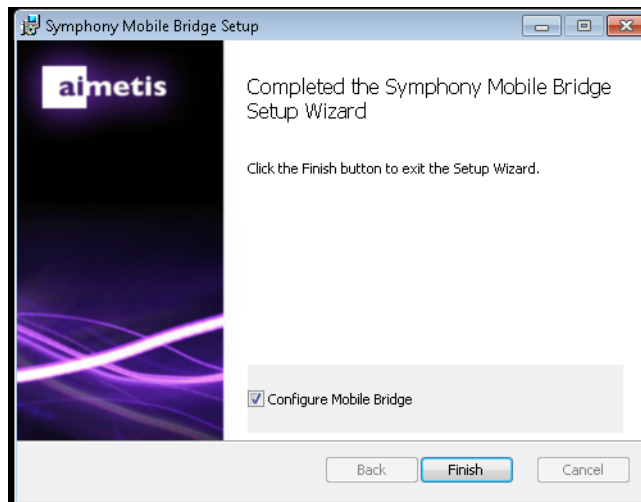 Symphony Mobile Bridge Setup
aimetis
Completed the Symphony Mobile Bridge
Setup Wizard
Click the Finish button to exit the Setup Wizard.
Configure Mobile Bridge
Back
Finish
Cancel